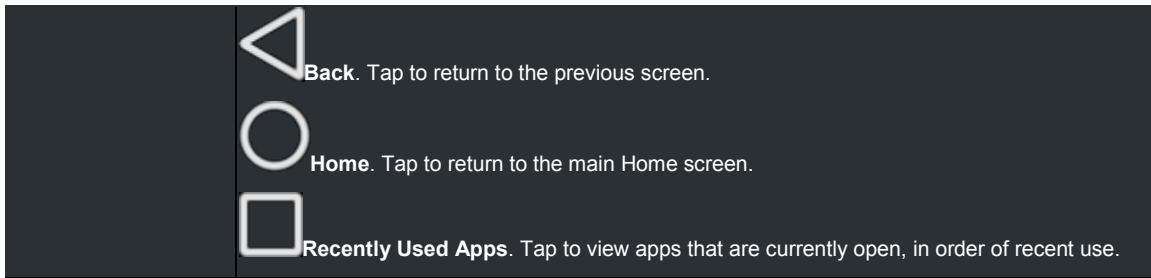 Back. Tap to return to the previous screen.
Home. Tap to return to the main Home screen.
Recently Used Apps. Tap to view apps that are currently open, in order of recent use.